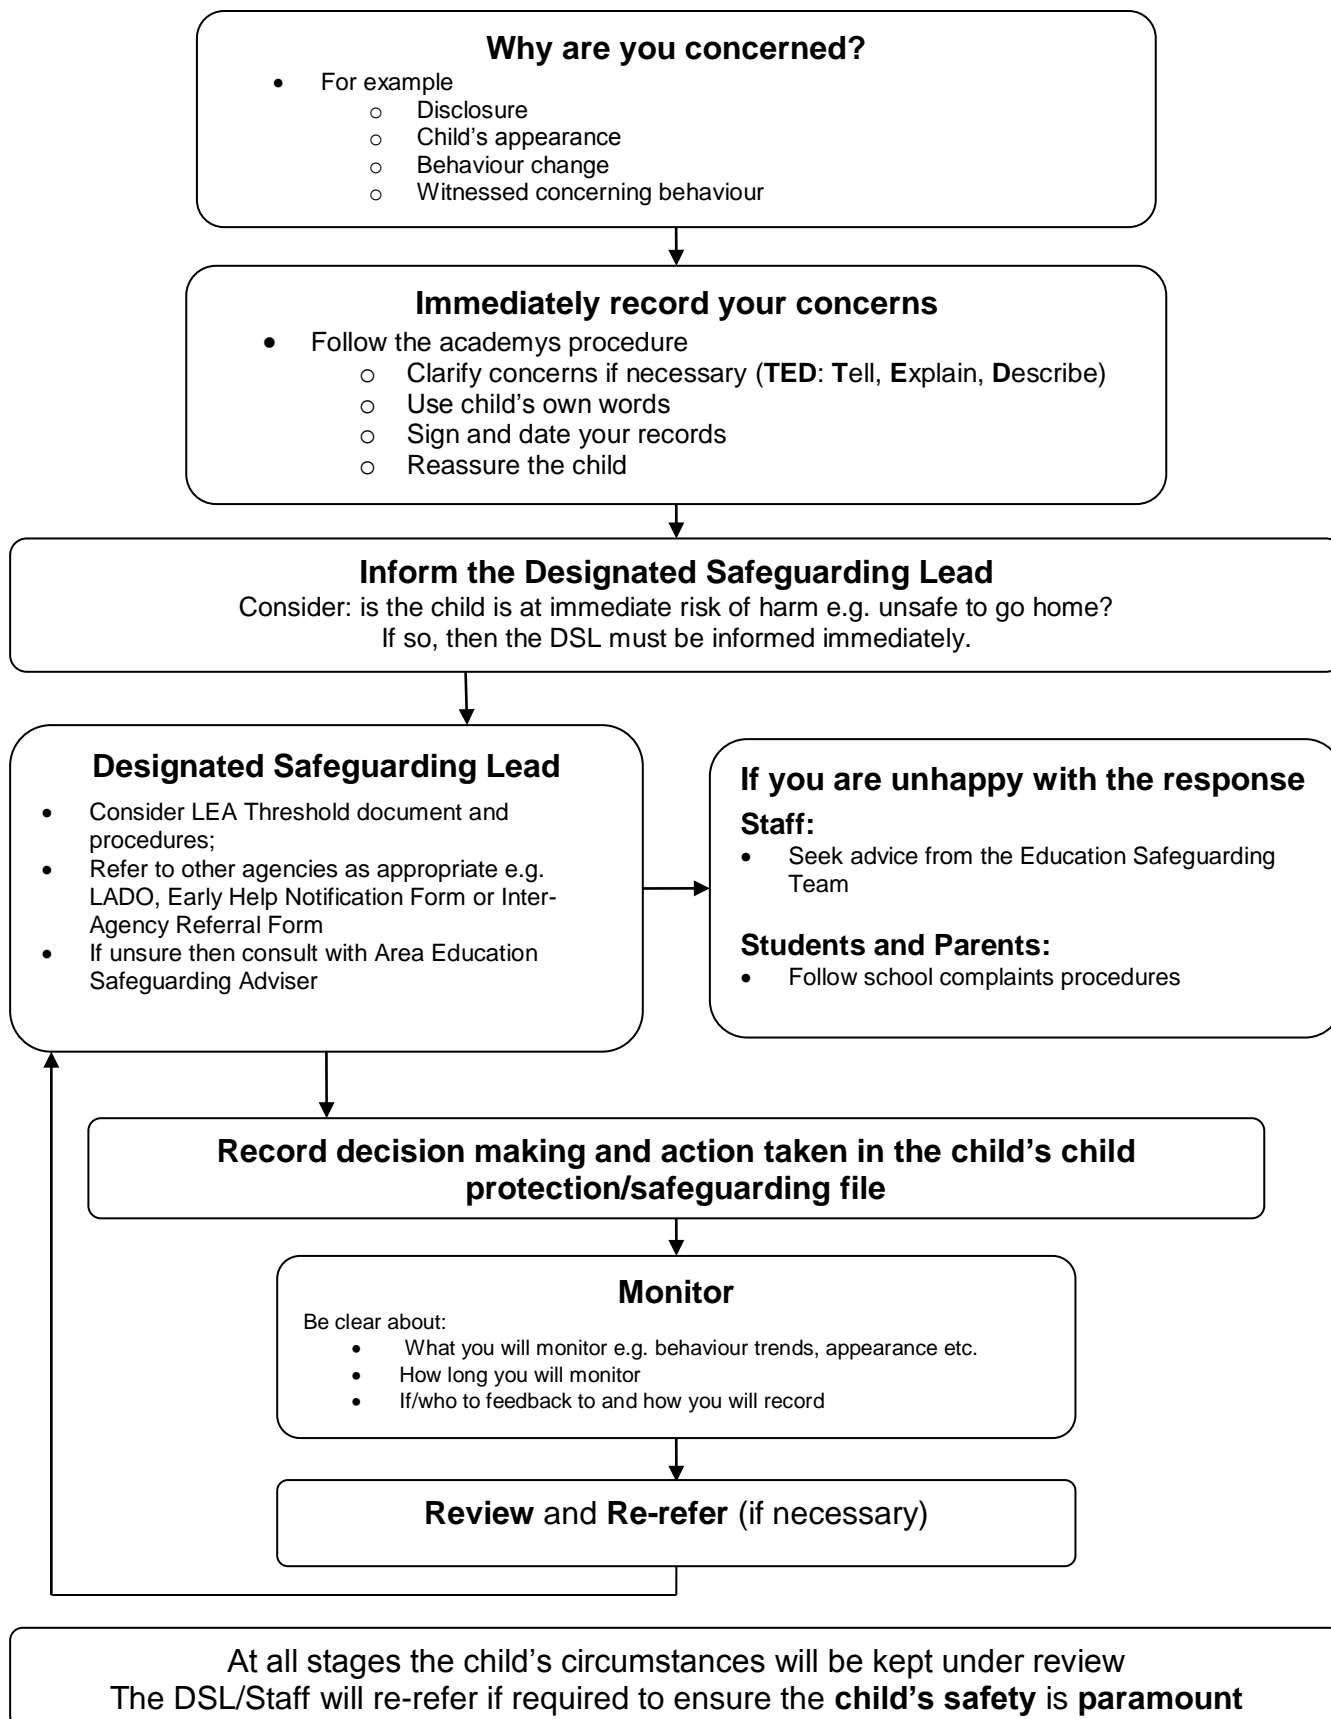 Why are you concerned?
• For example
o Disclosure
o Child’s appearance
o Behaviour change
o Witnessed concerning behaviour
Immediately record your concerns
• Follow the academys procedure
o Clarify concerns if necessary (TED: Tell, Explain, Describe)
o Use child’s own words
o Sign and date your records
o Reassure the child
Inform the Designated Safeguarding Lead
Consider: is the child is at immediate risk of harm e.g. unsafe to go home?
If so, then the DSL must be informed immediately.
Designated Safeguarding Lead
• Consider LEA Threshold document and
procedures;
• Refer to other agencies as appropriate e.g.
LADO, Early Help Notification Form or Inter-
Agency Referral Form
• If unsure then consult with Area Education
Safeguarding Adviser
If you are unhappy with the response
Staff:
• Seek advice from the Education Safeguarding
Team
Students and Parents:
• Follow school complaints procedures
Record decision making and action taken in the child’s child
protection/safeguarding file
Monitor
Be clear about:
• What you will monitor e.g. behaviour trends, appearance etc.
• How long you will monitor
• If/who to feedback to and how you will record
Review and Re-refer (if necessary)
At all stages the child’s circumstances will be kept under review
The DSL/Staff will re-refer if required to ensure the child’s safety is paramount